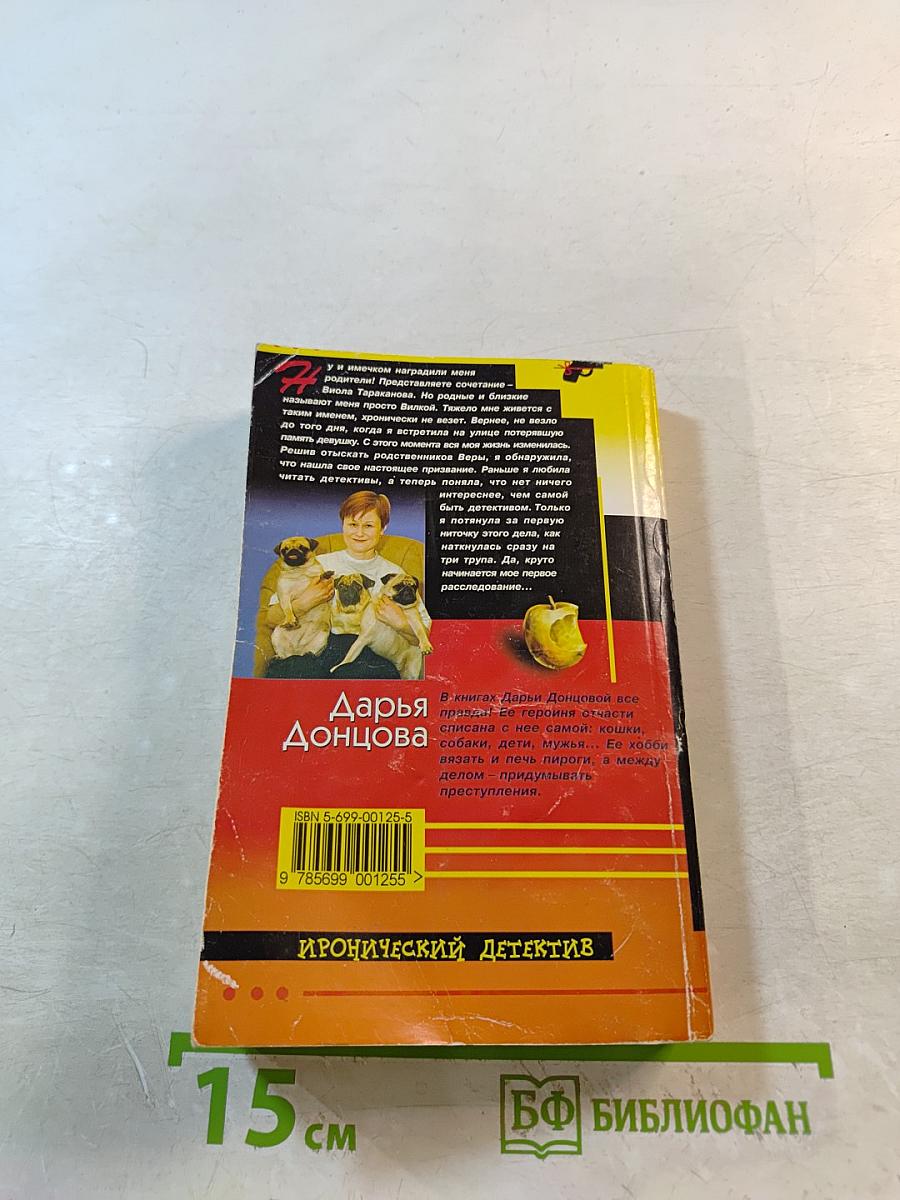 Ну и имечком наградили меня
родители! Представляете сочетание –
Виола Тараканова. Но родные и близкие
называют меня просто Вилкой. Тяжело мне живется с
таким именем, хронически не везет. Вернее, не везло
до того дня, когда я встретила на улице потерявшую
память девушку. С этого момента вся моя жизнь изменилась.
Решив отыскать родственников Веры, я обнаружила,
что нашла свое настоящее призвание. Раньше я любила
читать детективы, а теперь поняла, что нет ничего
интереснее, чем самой
быть детективом. Только
я потянула за первую
ниточку этого дела, как
наткнулась сразу на
три трупа. Да, круто
начинается мое первое
расследование...
Дарья
Донцова
В книгах Дарьи Донцовой все
правда! Ее героиня отчасти
списана с нее самой: кошки,
собаки, дети, мужья... Ее хобби
вязать и печь пироги, а между
делом – придумывать
преступления.
ISBN 5-699-00125-5
9 785699 001255 >
ИРОНИЧЕСКИЙ ДЕТЕКТИВ
15 см
БФ БИБЛИОФАН